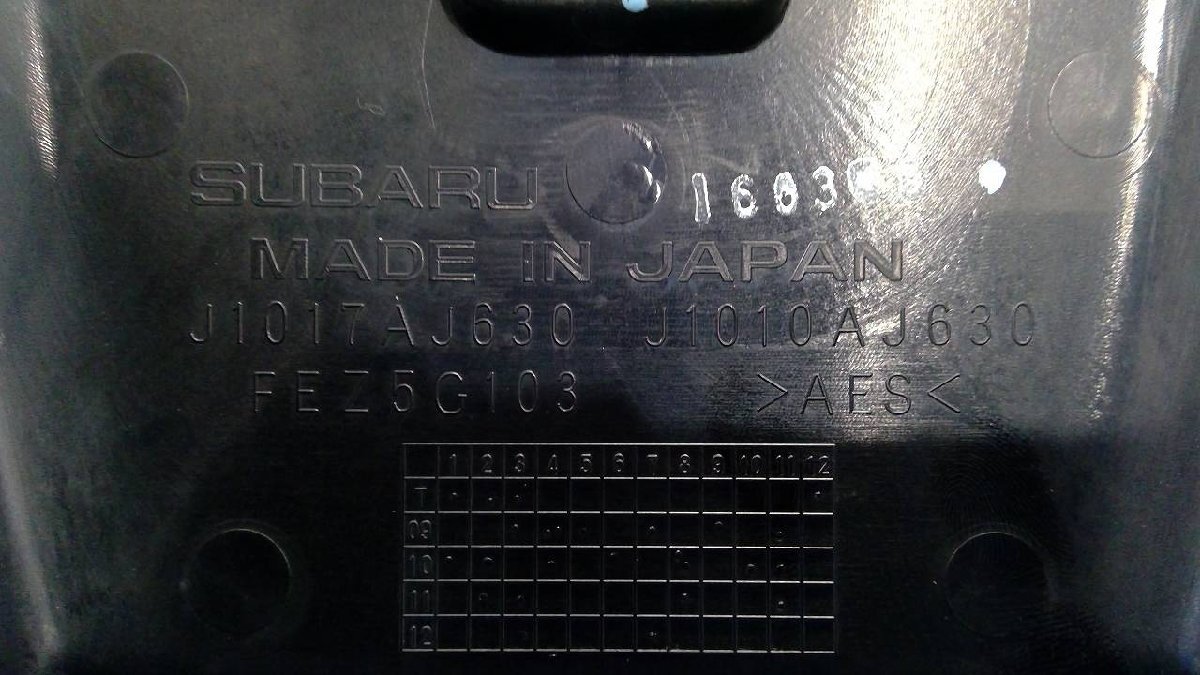 SUBARU
MADE IN JAPAN
J1017AJ630 J1010AJ630
FEZ5G103 >AES<
1 2 3 4 5 6 7 8 9 10 11 12
T
09
10
11
12